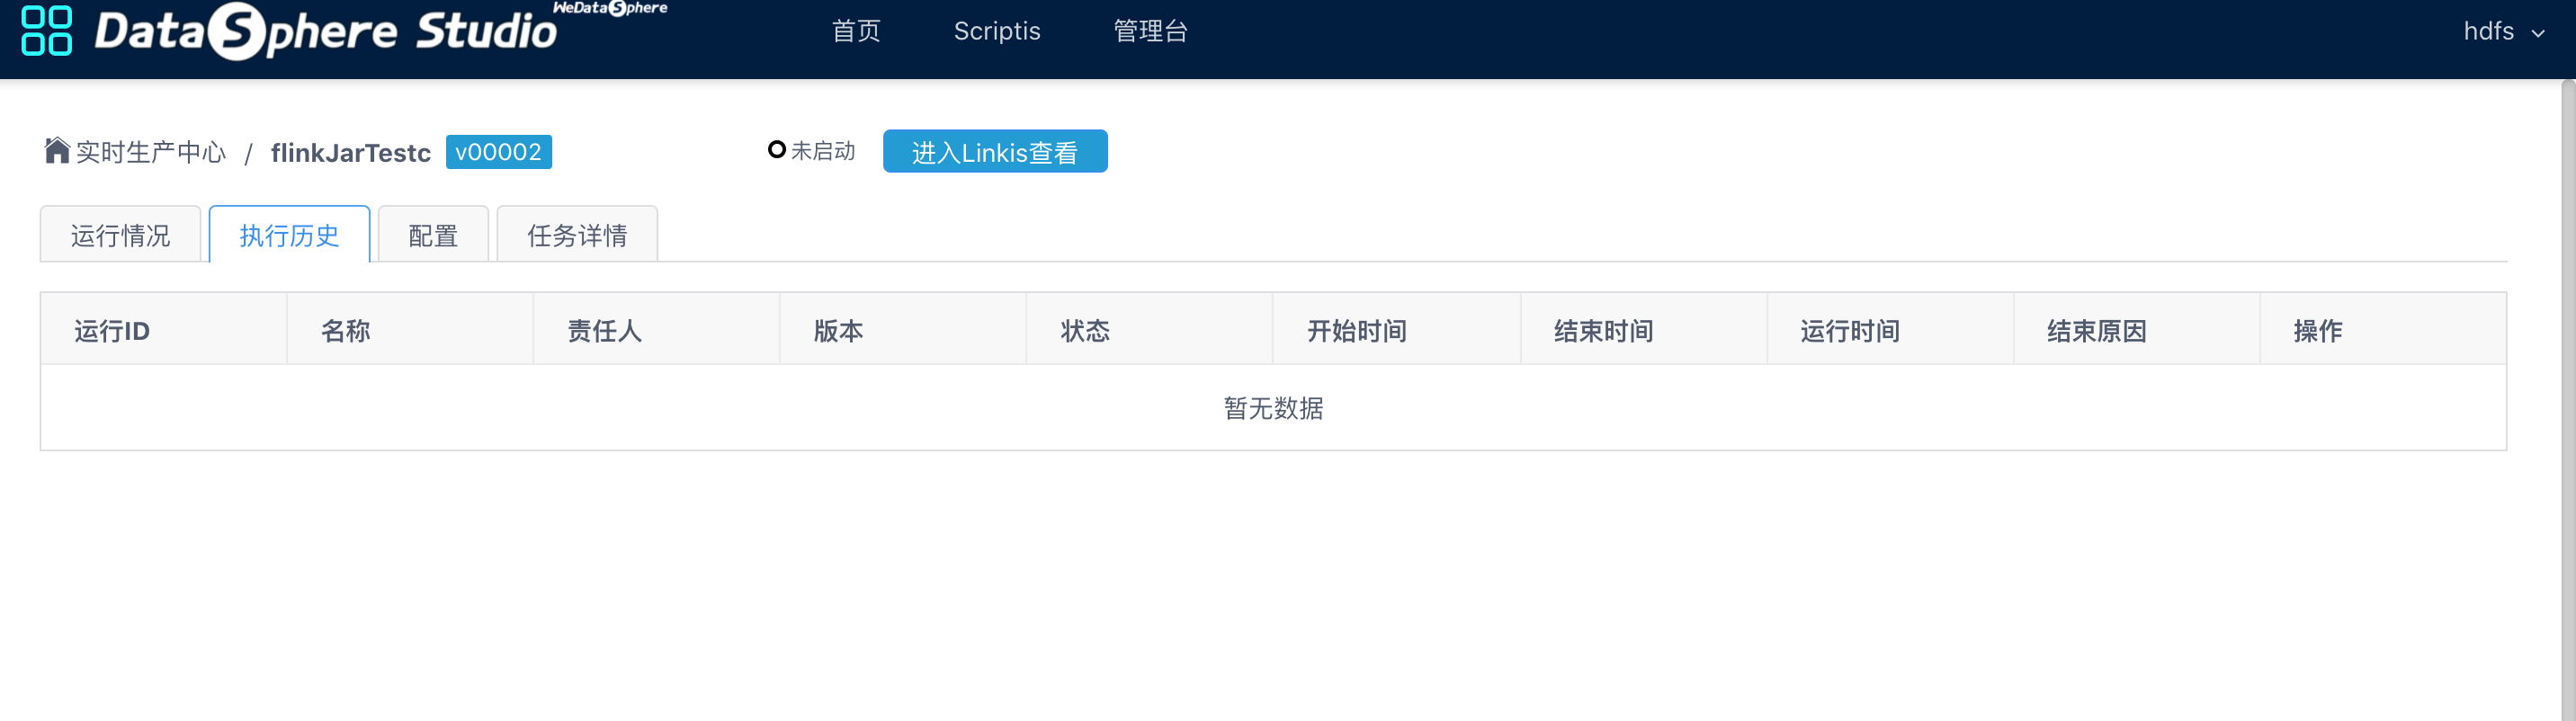 DataSphere Studio WeDataSphere 首页 Scriptis 管理台 hdfs
实时生产中心 / flinkJarTestc v00002 未启动 进入Linkis查看
运行情况 执行历史 配置 任务详情
运行ID 名称 责任人 版本 状态 开始时间 结束时间 运行时间 结束原因 操作
暂无数据